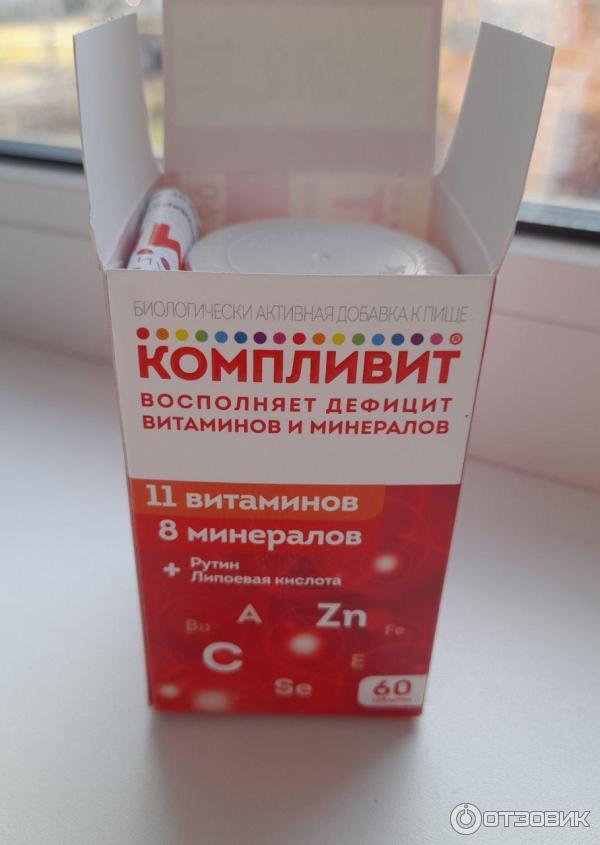 БИОЛОГИЧЕСКИ АКТИВНАЯ ДОБАВКА К ПИЩЕ
КОМПЛИВИТ®
ВОСПОЛНЯЕТ ДЕФИЦИТ
ВИТАМИНОВ И МИНЕРАЛОВ
11 витаминов
8 минералов
+ Рутин
Липоевая кислота
B12 A Zn Fe
C Se E
60
таблеток
ОТЗОВИК